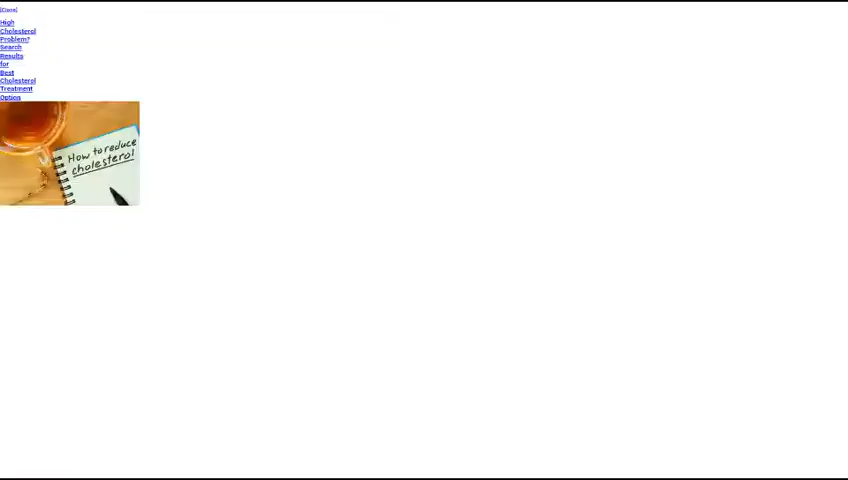 [Close]
High
Cholesterol
Problem?
Search
Results
for
Best
Cholesterol
Treatment
Option
How to reduce
cholesterol